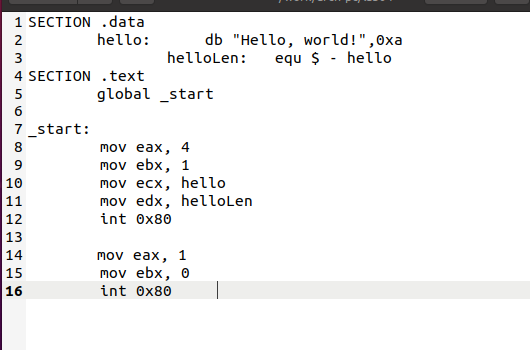 1 SECTION .data
2 hello: db "Hello, world!",0xa
3 helloLen: equ $ - hello
4 SECTION .text
5 global _start
6
7 _start:
8 mov eax, 4
9 mov ebx, 1
10 mov ecx, hello
11 mov edx, helloLen
12 int 0x80
13
14 mov eax, 1
15 mov ebx, 0
16 int 0x80